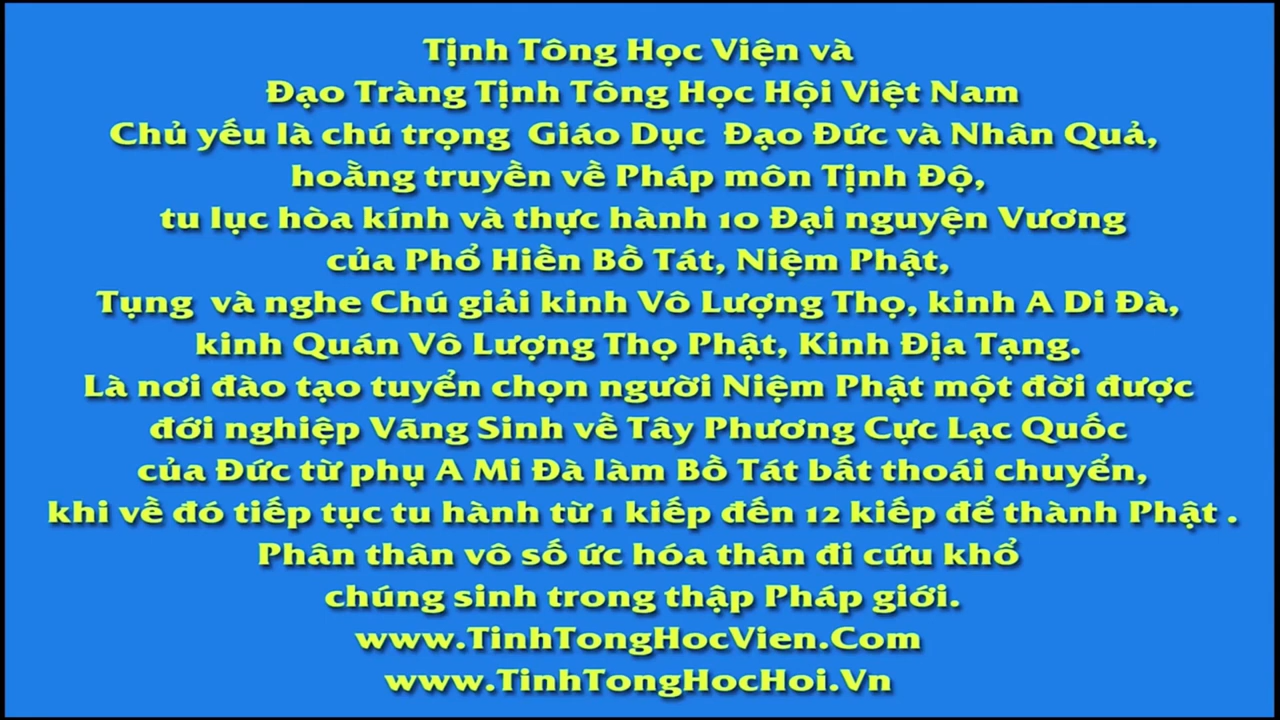 Tịnh Tông Học Viện và
Đạo Tràng Tịnh Tông Học Hội Việt Nam
Chủ yếu là chú trọng Giáo Dục Đạo Đức và Nhân Quả,
hoằng truyền về Pháp môn Tịnh Độ,
tu lục hòa kính và thực hành 10 Đại nguyện Vương
của Phổ Hiền Bồ Tát, Niệm Phật,
Tụng và nghe Chú giải kinh Vô Lượng Thọ, kinh A Di Đà,
kinh Quán Vô Lượng Thọ Phật, Kinh Địa Tạng.
Là nơi đào tạo tuyển chọn người Niệm Phật một đời được
đới nghiệp Vãng Sinh về Tây Phương Cực Lạc Quốc
của Đức từ phụ A Mi Đà làm Bồ Tát bất thoái chuyển,
khi về đó tiếp tục tu hành từ 1 kiếp đến 12 kiếp để thành Phật .
Phân thân vô số ức hóa thân đi cứu khổ
chúng sinh trong thập Pháp giới.
www.TinhTongHocVien.Com
www.TinhTongHocHoi.Vn